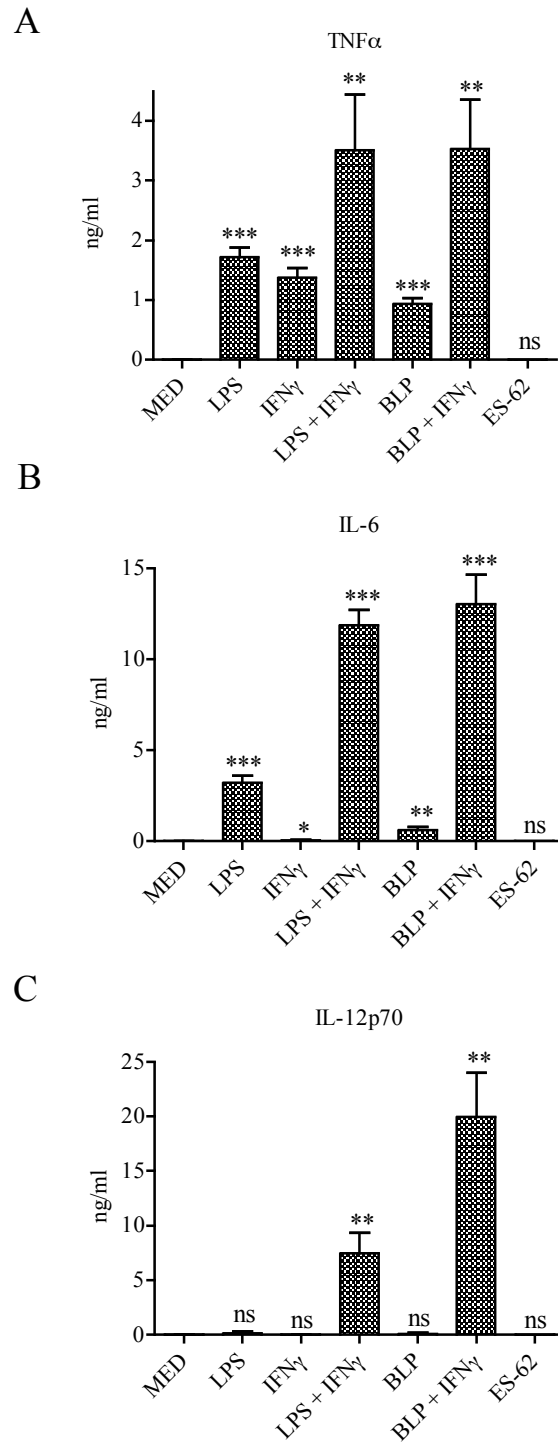 A
TNFα
ng/ml
4
3
2
1
0
***
***
**
***
**
ns
MED
LPS
IFNγ
LPS + IFNγ
BLP
BLP + IFNγ
ES-62
B
IL-6
ng/ml
15
10
5
0
***
*
***
**
***
ns
MED
LPS
IFNγ
LPS + IFNγ
BLP
BLP + IFNγ
ES-62
C
IL-12p70
ng/ml
25
20
15
10
5
0
ns
ns
**
ns
**
ns
MED
LPS
IFNγ
LPS + IFNγ
BLP
BLP + IFNγ
ES-62